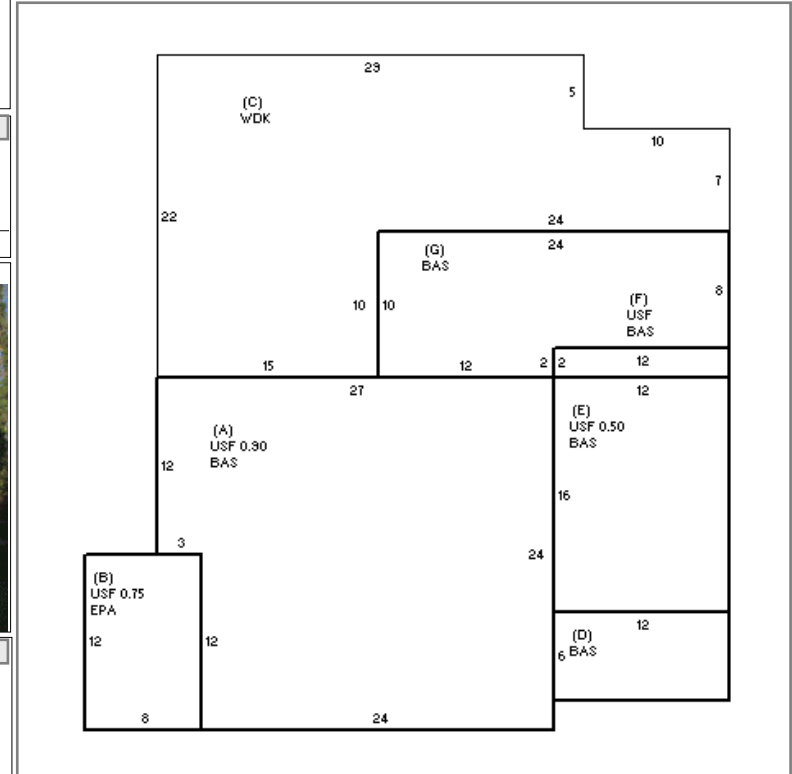 29
5
(C)
WDK
10
7
22
24
24
(G)
BAS
8
(F)
USF
BAS
10 10
15
12
2 2
12
27
12
(A)
USF 0.90
BAS
(E)
USF 0.50
BAS
12
16
3
24
(B)
USF 0.75
EPA
12
12
12
(D)
BAS
6
8
24